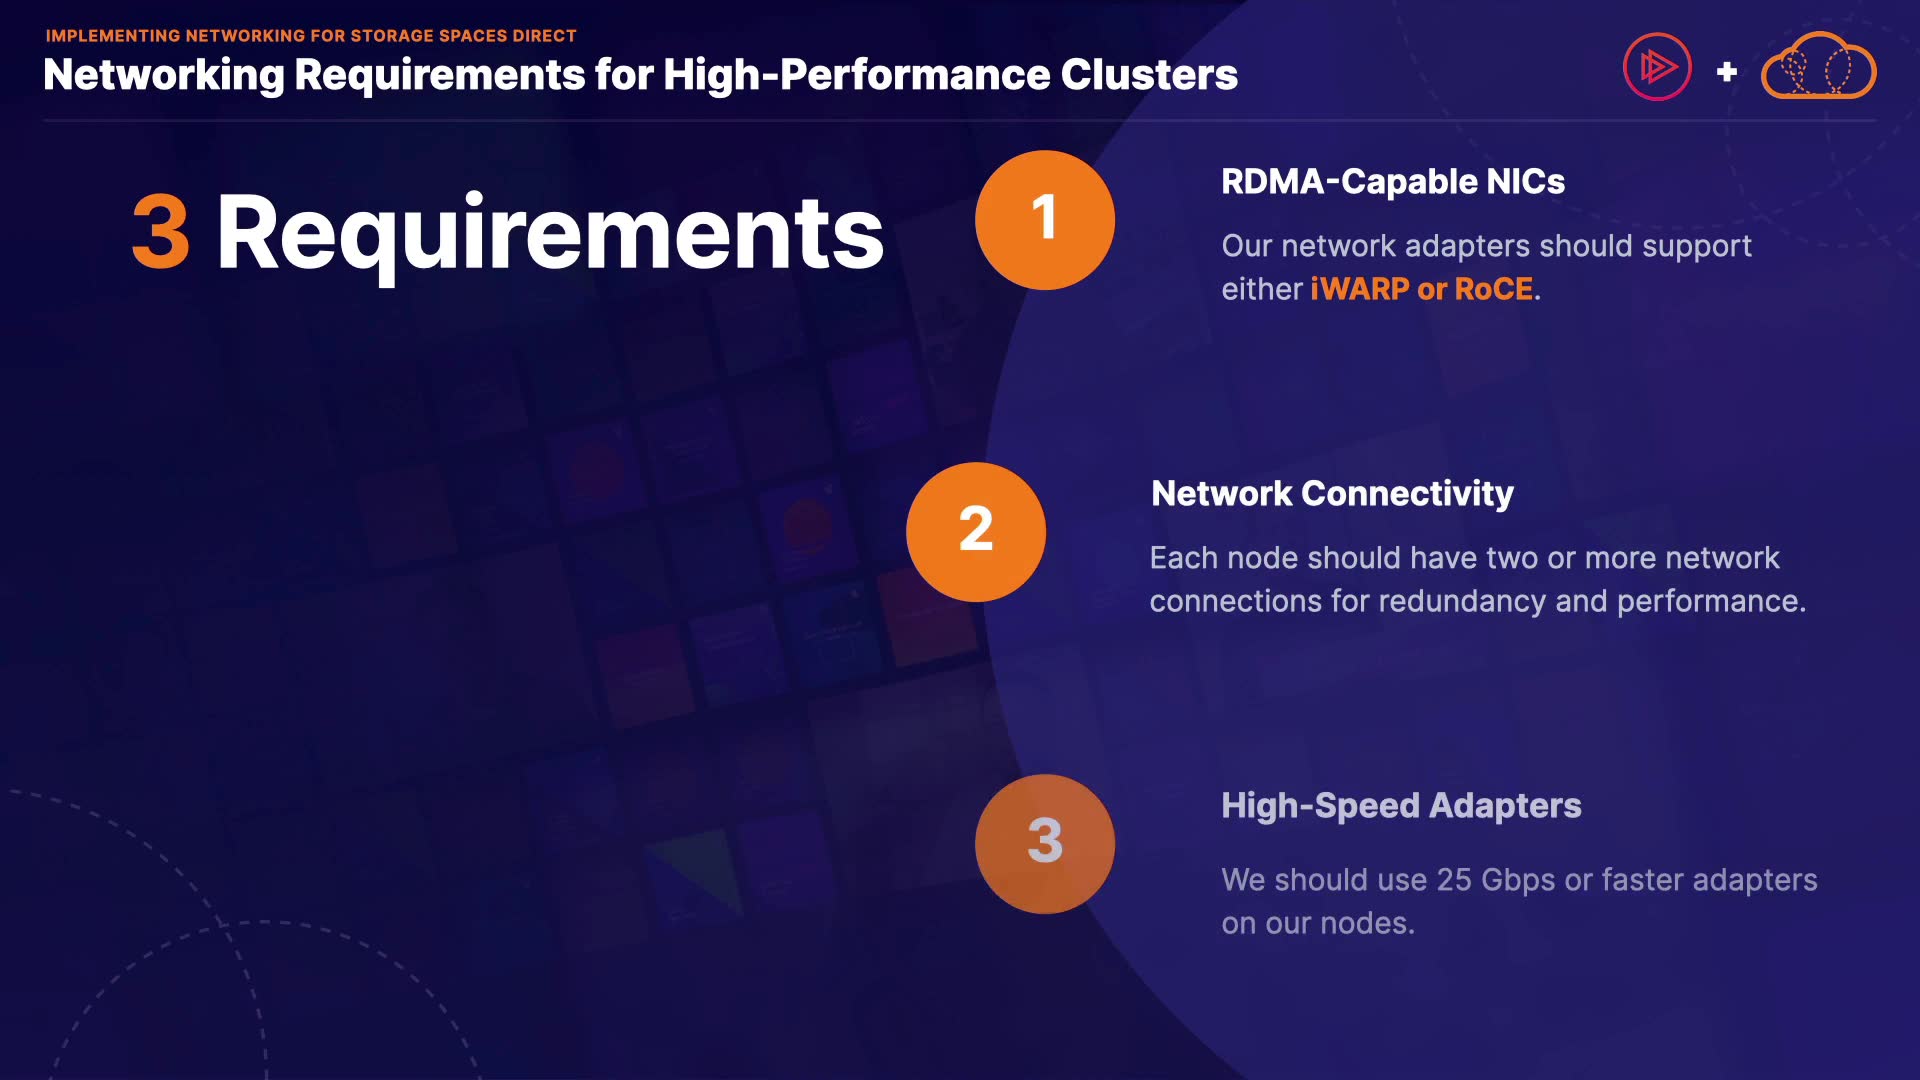 IMPLEMENTING NETWORKING FOR STORAGE SPACES DIRECT
Networking Requirements for High-Performance Clusters
3 Requirements
1
RDMA-Capable NICs
Our network adapters should support
either iWARP or RoCE.
2
Network Connectivity
Each node should have two or more network
connections for redundancy and performance.
3
High-Speed Adapters
We should use 25 Gbps or faster adapters
on our nodes.